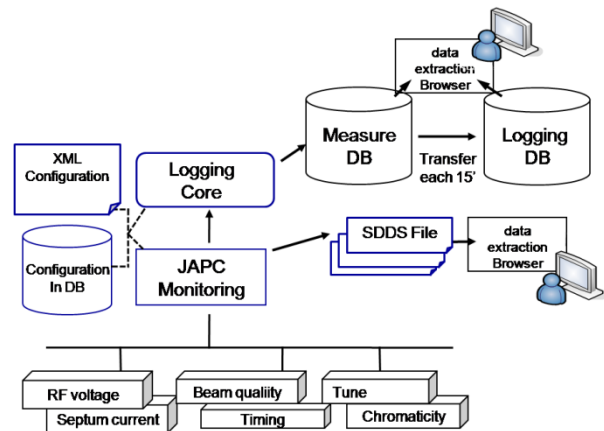 data
extraction
Browser
Measure
DB
Logging
DB
Transfer
each 15'
XML
Configuration
Logging
Core
Configuration
In DB
JAPC
Monitoring
SDDS File
data
extraction
Browser
RF voltage
Beam qualiity
Tune
Septum current
Timing
Chromaticity